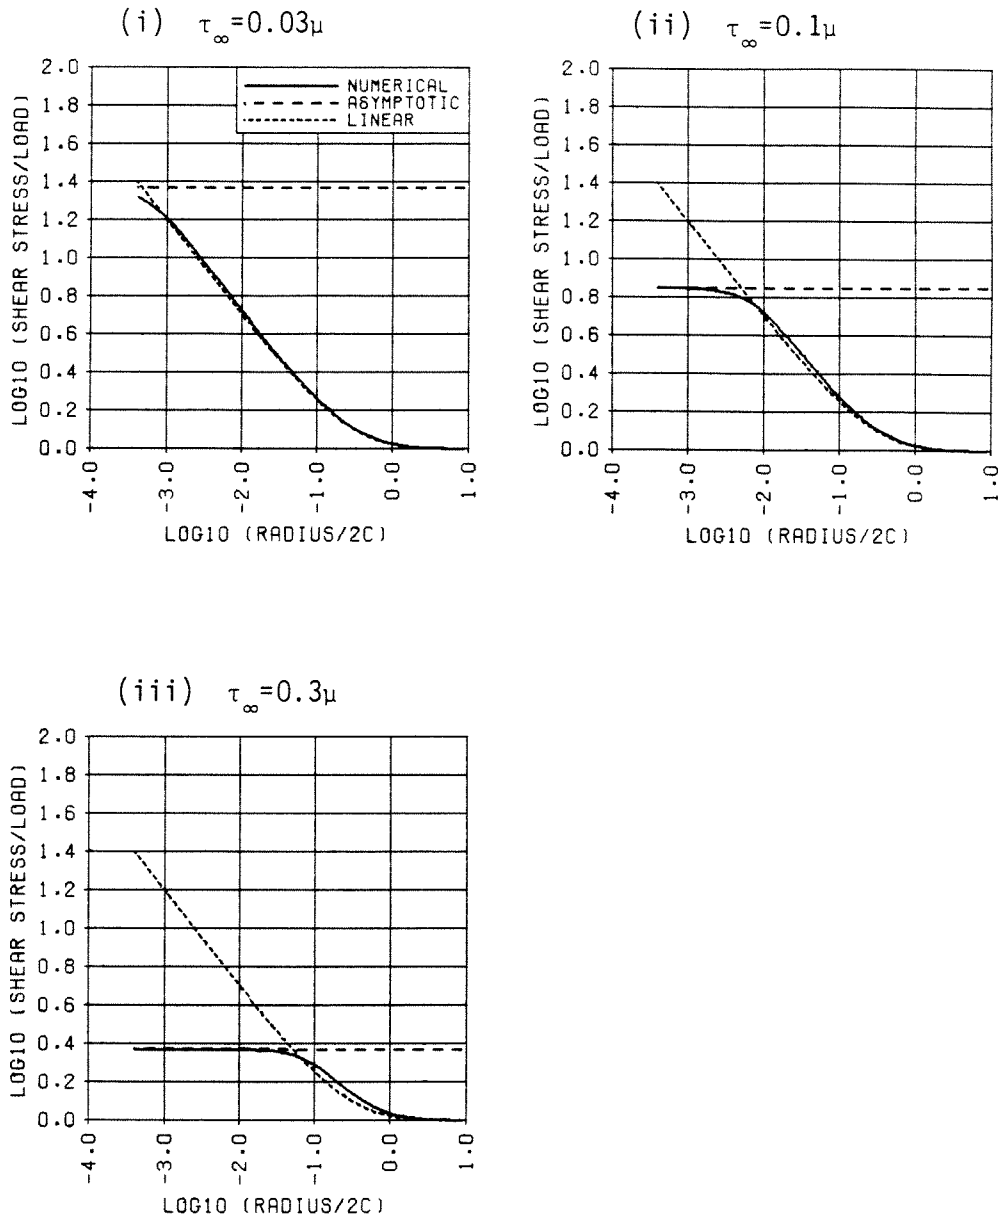 (i) τ∞=0.03μ
2.0
1.8
1.6
1.4
1.2
1.0
0.8
0.6
0.4
0.2
0.0
LOG10 (SHEAR STRESS/LOAD)
NUMERICAL
ASYMPTOTIC
LINEAR
-4.0 -3.0 -2.0 -1.0 0.0 1.0
LOG10 (RADIUS/2C)
(ii) τ∞=0.1μ
2.0
1.8
1.6
1.4
1.2
1.0
0.8
0.6
0.4
0.2
0.0
LOG10 (SHEAR STRESS/LOAD)
-4.0 -3.0 -2.0 -1.0 0.0 1.0
LOG10 (RADIUS/2C)
(iii) τ∞=0.3μ
2.0
1.8
1.6
1.4
1.2
1.0
0.8
0.6
0.4
0.2
0.0
LOG10 (SHEAR STRESS/LOAD)
-4.0 -3.0 -2.0 -1.0 0.0 1.0
LOG10 (RADIUS/2C)